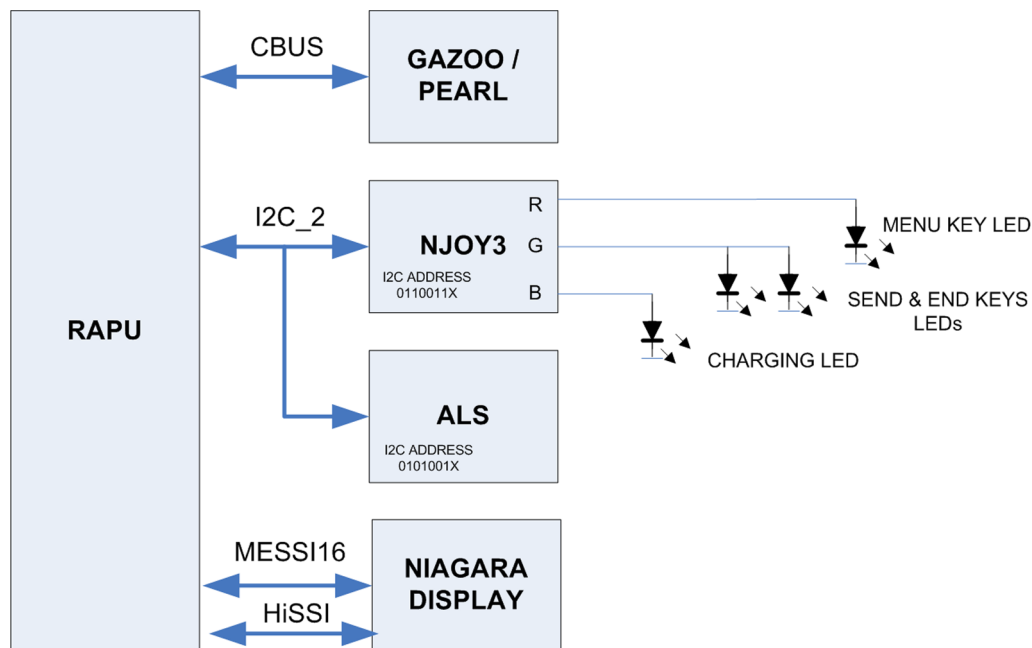 CBUS
GAZOO /
PEARL
I2C_2
NJOY3
I2C ADDRESS
0110011X
R
G
B
MENU KEY LED
SEND & END KEYS
LEDs
CHARGING LED
RAPU
ALS
I2C ADDRESS
0101001X
MESSI16
HiSSI
NIAGARA
DISPLAY